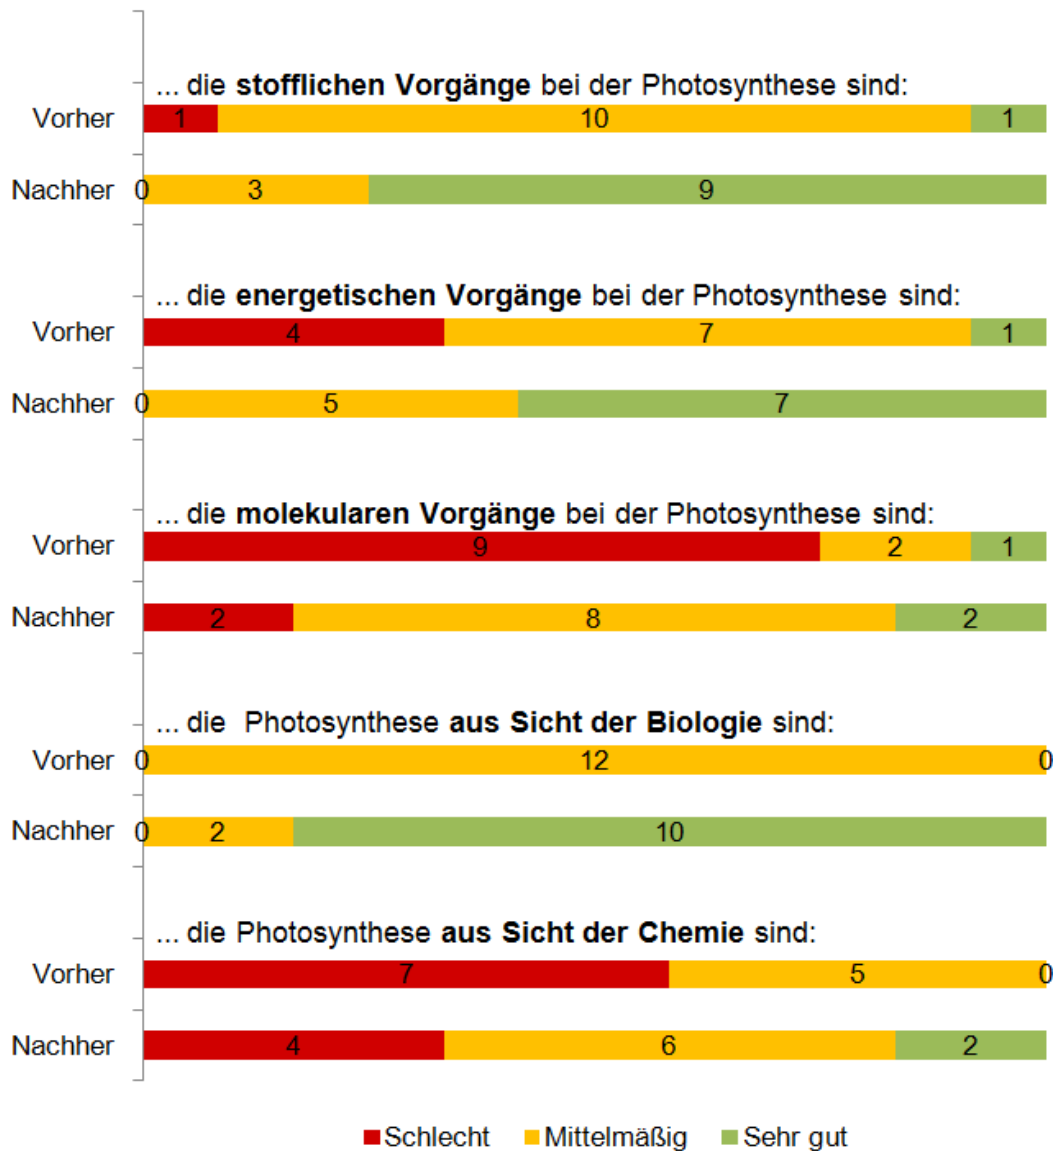 ... die stofflichen Vorgänge bei der Photosynthese sind:
Vorher 1 10 1
Nachher 0 3 9
... die energetischen Vorgänge bei der Photosynthese sind:
Vorher 4 7 1
Nachher 0 5 7
... die molekularen Vorgänge bei der Photosynthese sind:
Vorher 9 2 1
Nachher 2 8 2
... die Photosynthese aus Sicht der Biologie sind:
Vorher 0 12 0
Nachher 0 2 10
... die Photosynthese aus Sicht der Chemie sind:
Vorher 7 5 0
Nachher 4 6 2
Schlecht Mittelmäßig Sehr gut